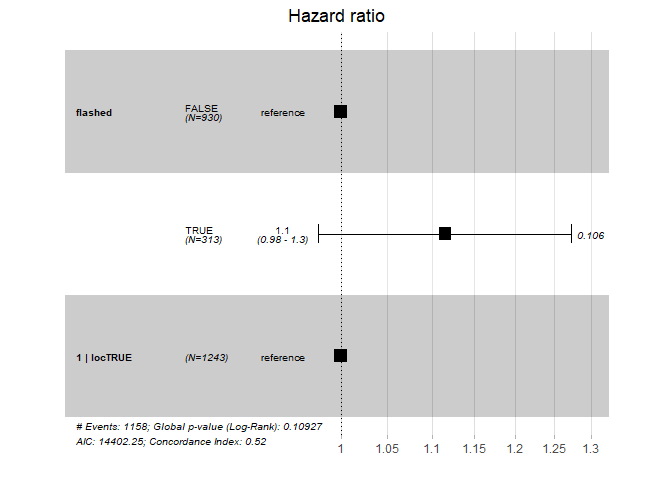 Hazard ratio
flashed
FALSE
(N=930)
reference
TRUE
(N=313)
1.1
(0.98 - 1.3)
0.106
1 | locTRUE
(N=1243)
reference
# Events: 1158; Global p-value (Log-Rank): 0.10927
AIC: 14402.25; Concordance Index: 0.52
1 1.05 1.1 1.15 1.2 1.25 1.3